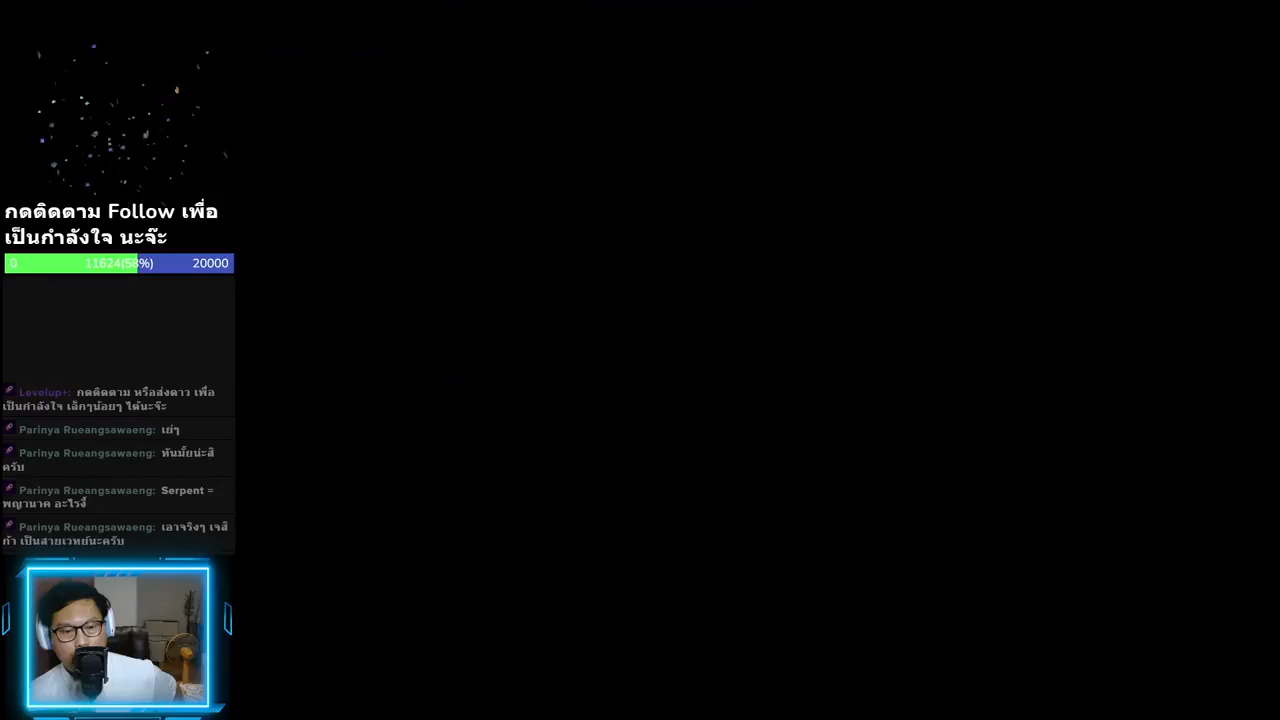 กดติดตาม Follow เพื่อ
เป็นกำลังใจ นะจ๊ะ
0 11624(58%) 20000
Levelup+: กดติดตาม หรือส่งดาว เพื่อ
เป็นกำลังใจ เล็กๆน้อยๆ ได้นะจ๊ะ
Parinya Rueangsawaeng: เย่ๆ
Parinya Rueangsawaeng: ทันมั้ยน่ะสิ
ครับ
Parinya Rueangsawaeng: Serpent =
พญานาค อะไรงี้
Parinya Rueangsawaeng: เอาจริงๆ เจสิ
ก้า เป็นสายเวทย์นะครับ